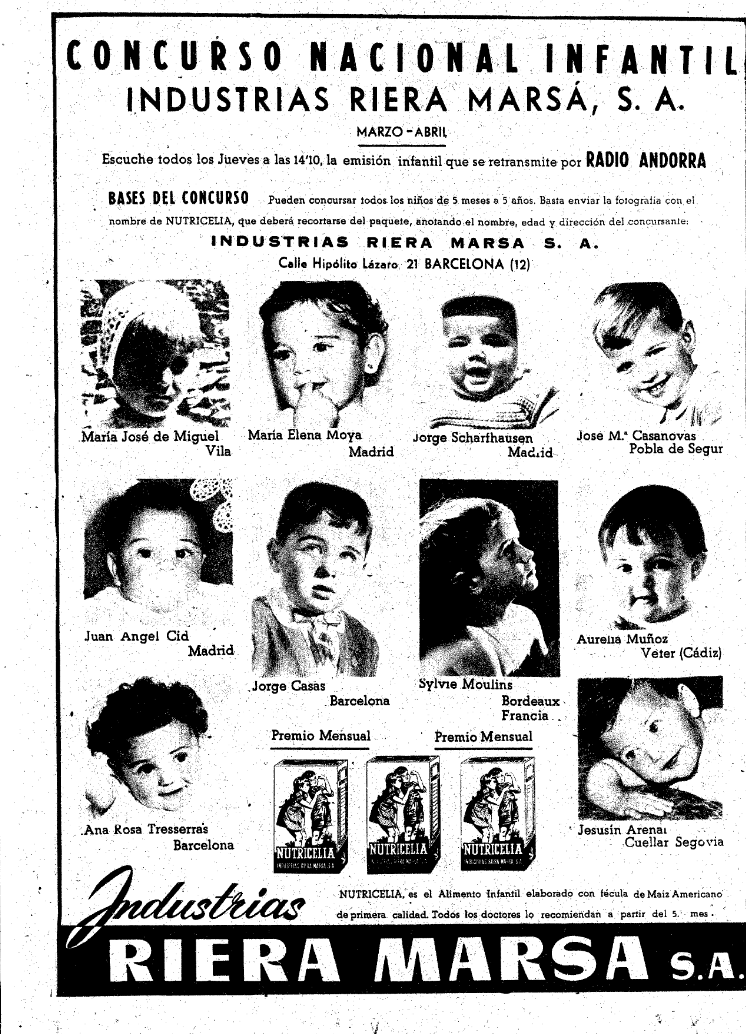 CONCURSO NACIONAL INFANTIL
INDUSTRIAS RIERA MARSÁ, S. A.
MARZO-ABRIL
Escuche todos los Jueves a las 14'10, la emisión infantil que se retransmite por RADIO ANDORRA
BASES DEL CONCURSO Pueden concursar todos los niños de 5 meses a 5 años. Basta enviar la fotografía con el
nombre de NUTRICELIA, que deberá recortarse del paquete, anotando el nombre, edad y dirección del concursante:
INDUSTRIAS RIERA MARSA S. A.
Calle Hipólito Lázaro, 21 BARCELONA (12)
María José de Miguel
Vila
María Elena Moya
Madrid
Jorge Scharfhausen
Madrid
José M.ª Casanovas
Pobla de Segur
Juan Angel Cid
Madrid
Jorge Casas
Barcelona
Sylvie Moulins
Bordeaux
Francia
Aurelia Muñoz
Veter (Cádiz)
Ana Rosa Tresserras
Barcelona
Premio Mensual
Premio Mensual
NUTRICELIA
NUTRICELIA
NUTRICELIA
Jesusín Arenal
Cuellar Segovia
NUTRICELIA, es el Alimento Infantil elaborado con fécula de Maiz Americano
de primera calidad. Todos los doctores lo recomiendan a partir del 5. mes.
Industrias
RIERA MARSA S.A.